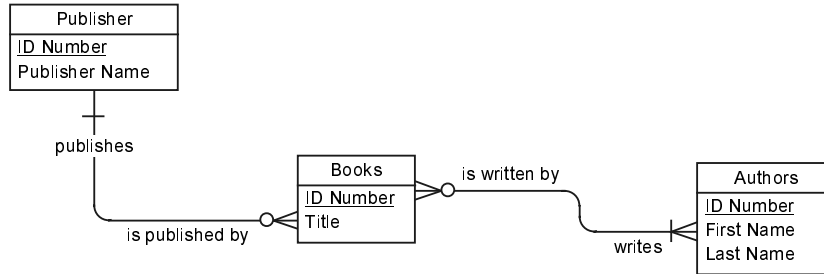 Publisher
ID Number
Publisher Name
publishes
is published by
Books
ID Number
Title
is written by
writes
Authors
ID Number
First Name
Last Name